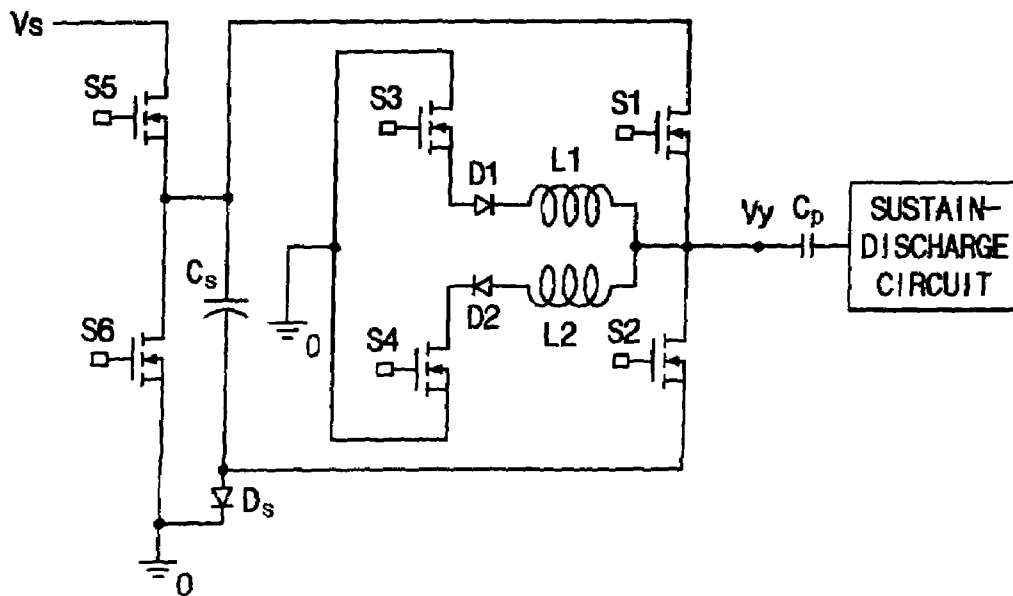 Vs
S5
S3
S1
D1
L1
Vy
Cp
SUSTAIN-
DISCHARGE
CIRCUIT
Cs
0
D2
L2
S6
S4
S2
Ds
0